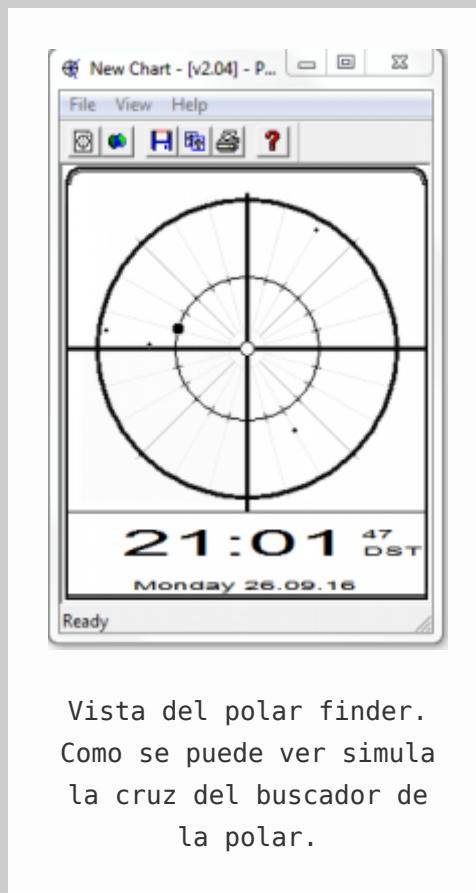 New Chart - [v2.04] - P...
File View Help
21:01 47
DST
Monday 26.09.16
Ready
Vista del polar finder.
Como se puede ver simula
la cruz del buscador de
la polar.